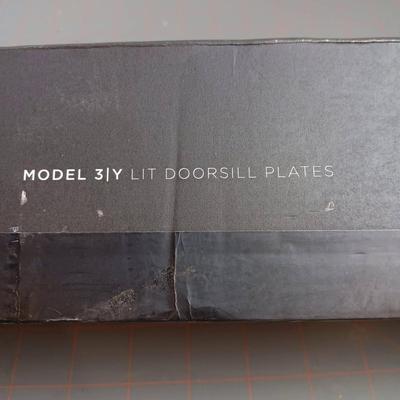 MODEL 3|Y LIT DOORSILL PLATES